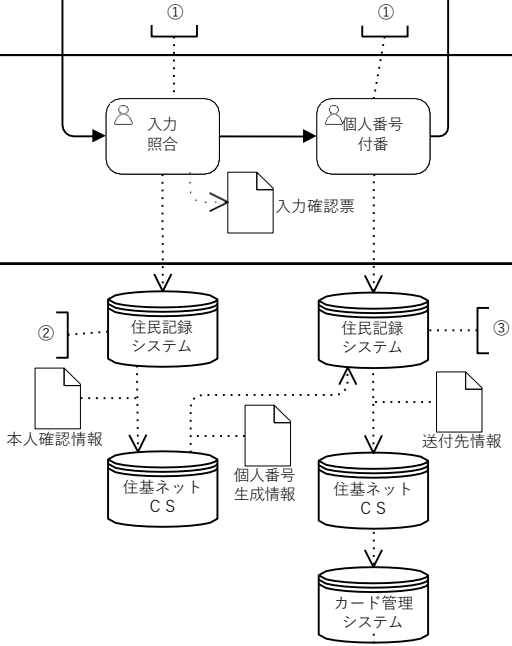 ①
①
入力
照合
個人番号
付番
入力確認票
②
住民記録
システム
住民記録
システム
③
本人確認情報
送付先情報
個人番号
生成情報
住基ネット
ＣＳ
住基ネット
ＣＳ
カード管理
システム